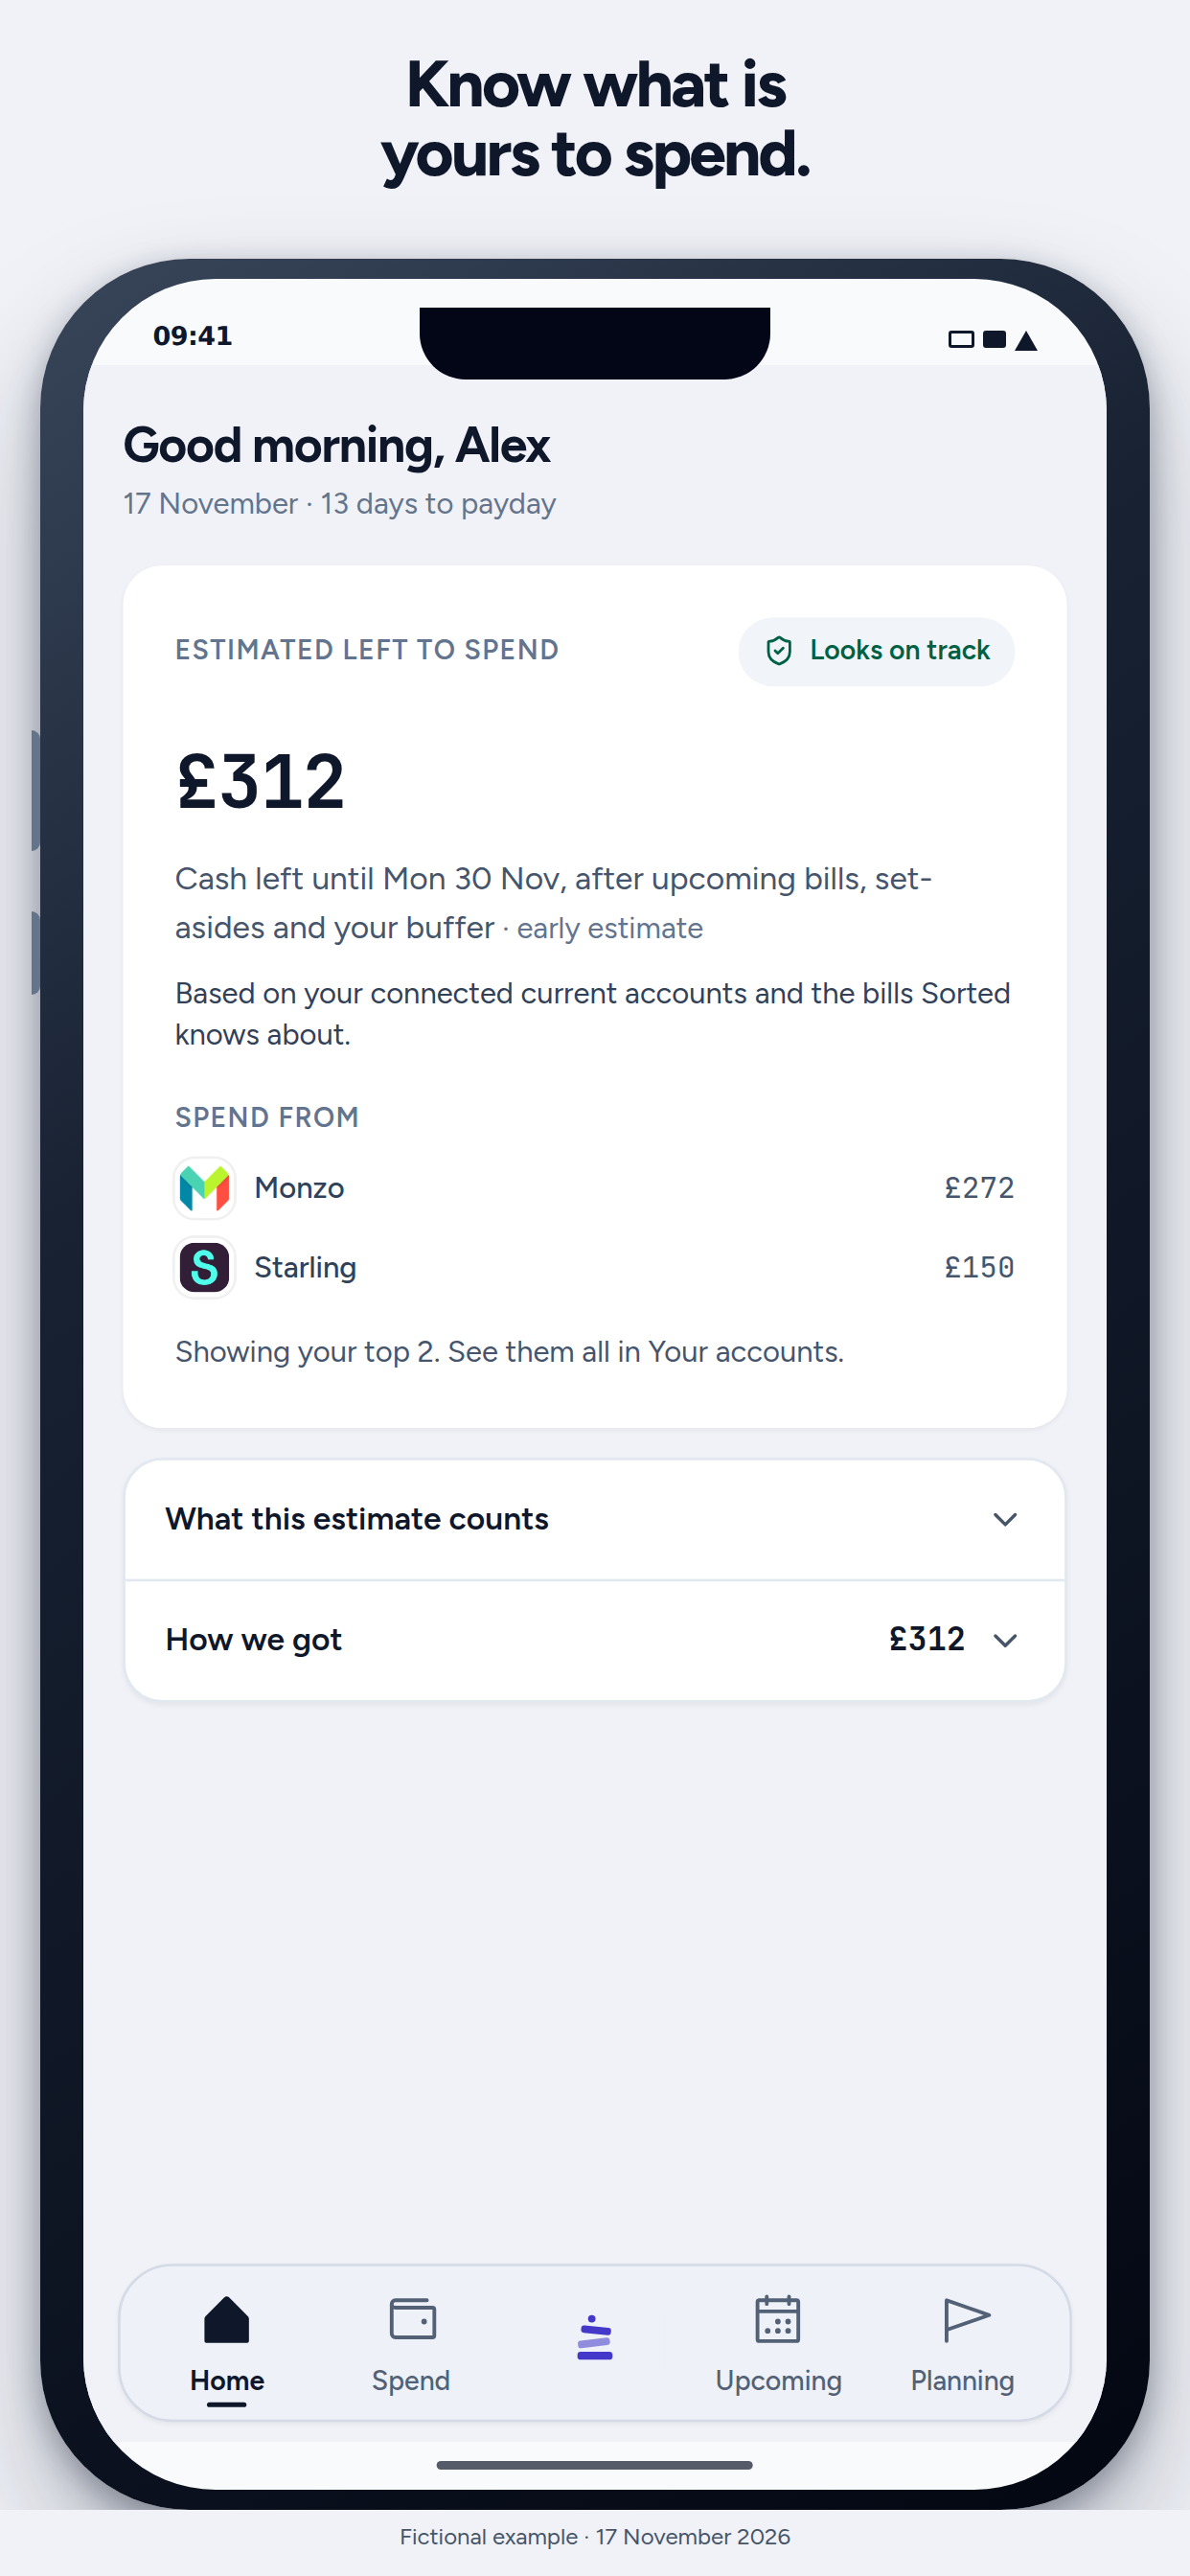 Know what is
yours to spend.
09:41
Good morning, Alex
17 November · 13 days to payday
ESTIMATED LEFT TO SPEND
Looks on track
£312
Cash left until Mon 30 Nov, after upcoming bills, set-
asides and your buffer · early estimate
Based on your connected current accounts and the bills Sorted
knows about.
SPEND FROM
Monzo £272
Starling £150
Showing your top 2. See them all in Your accounts.
What this estimate counts
How we got £312
Home Spend Upcoming Planning
Fictional example · 17 November 2026